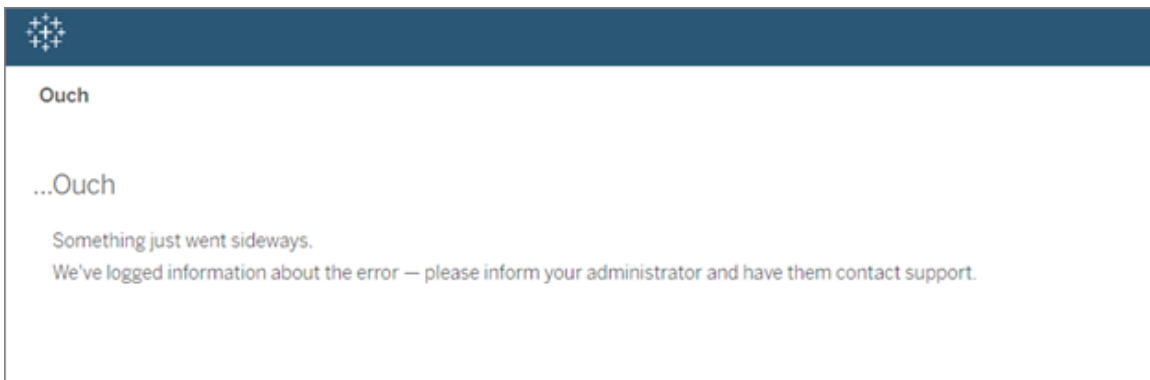 Ouch
...Ouch
Something just went sideways.
We've logged information about the error — please inform your administrator and have them contact support.